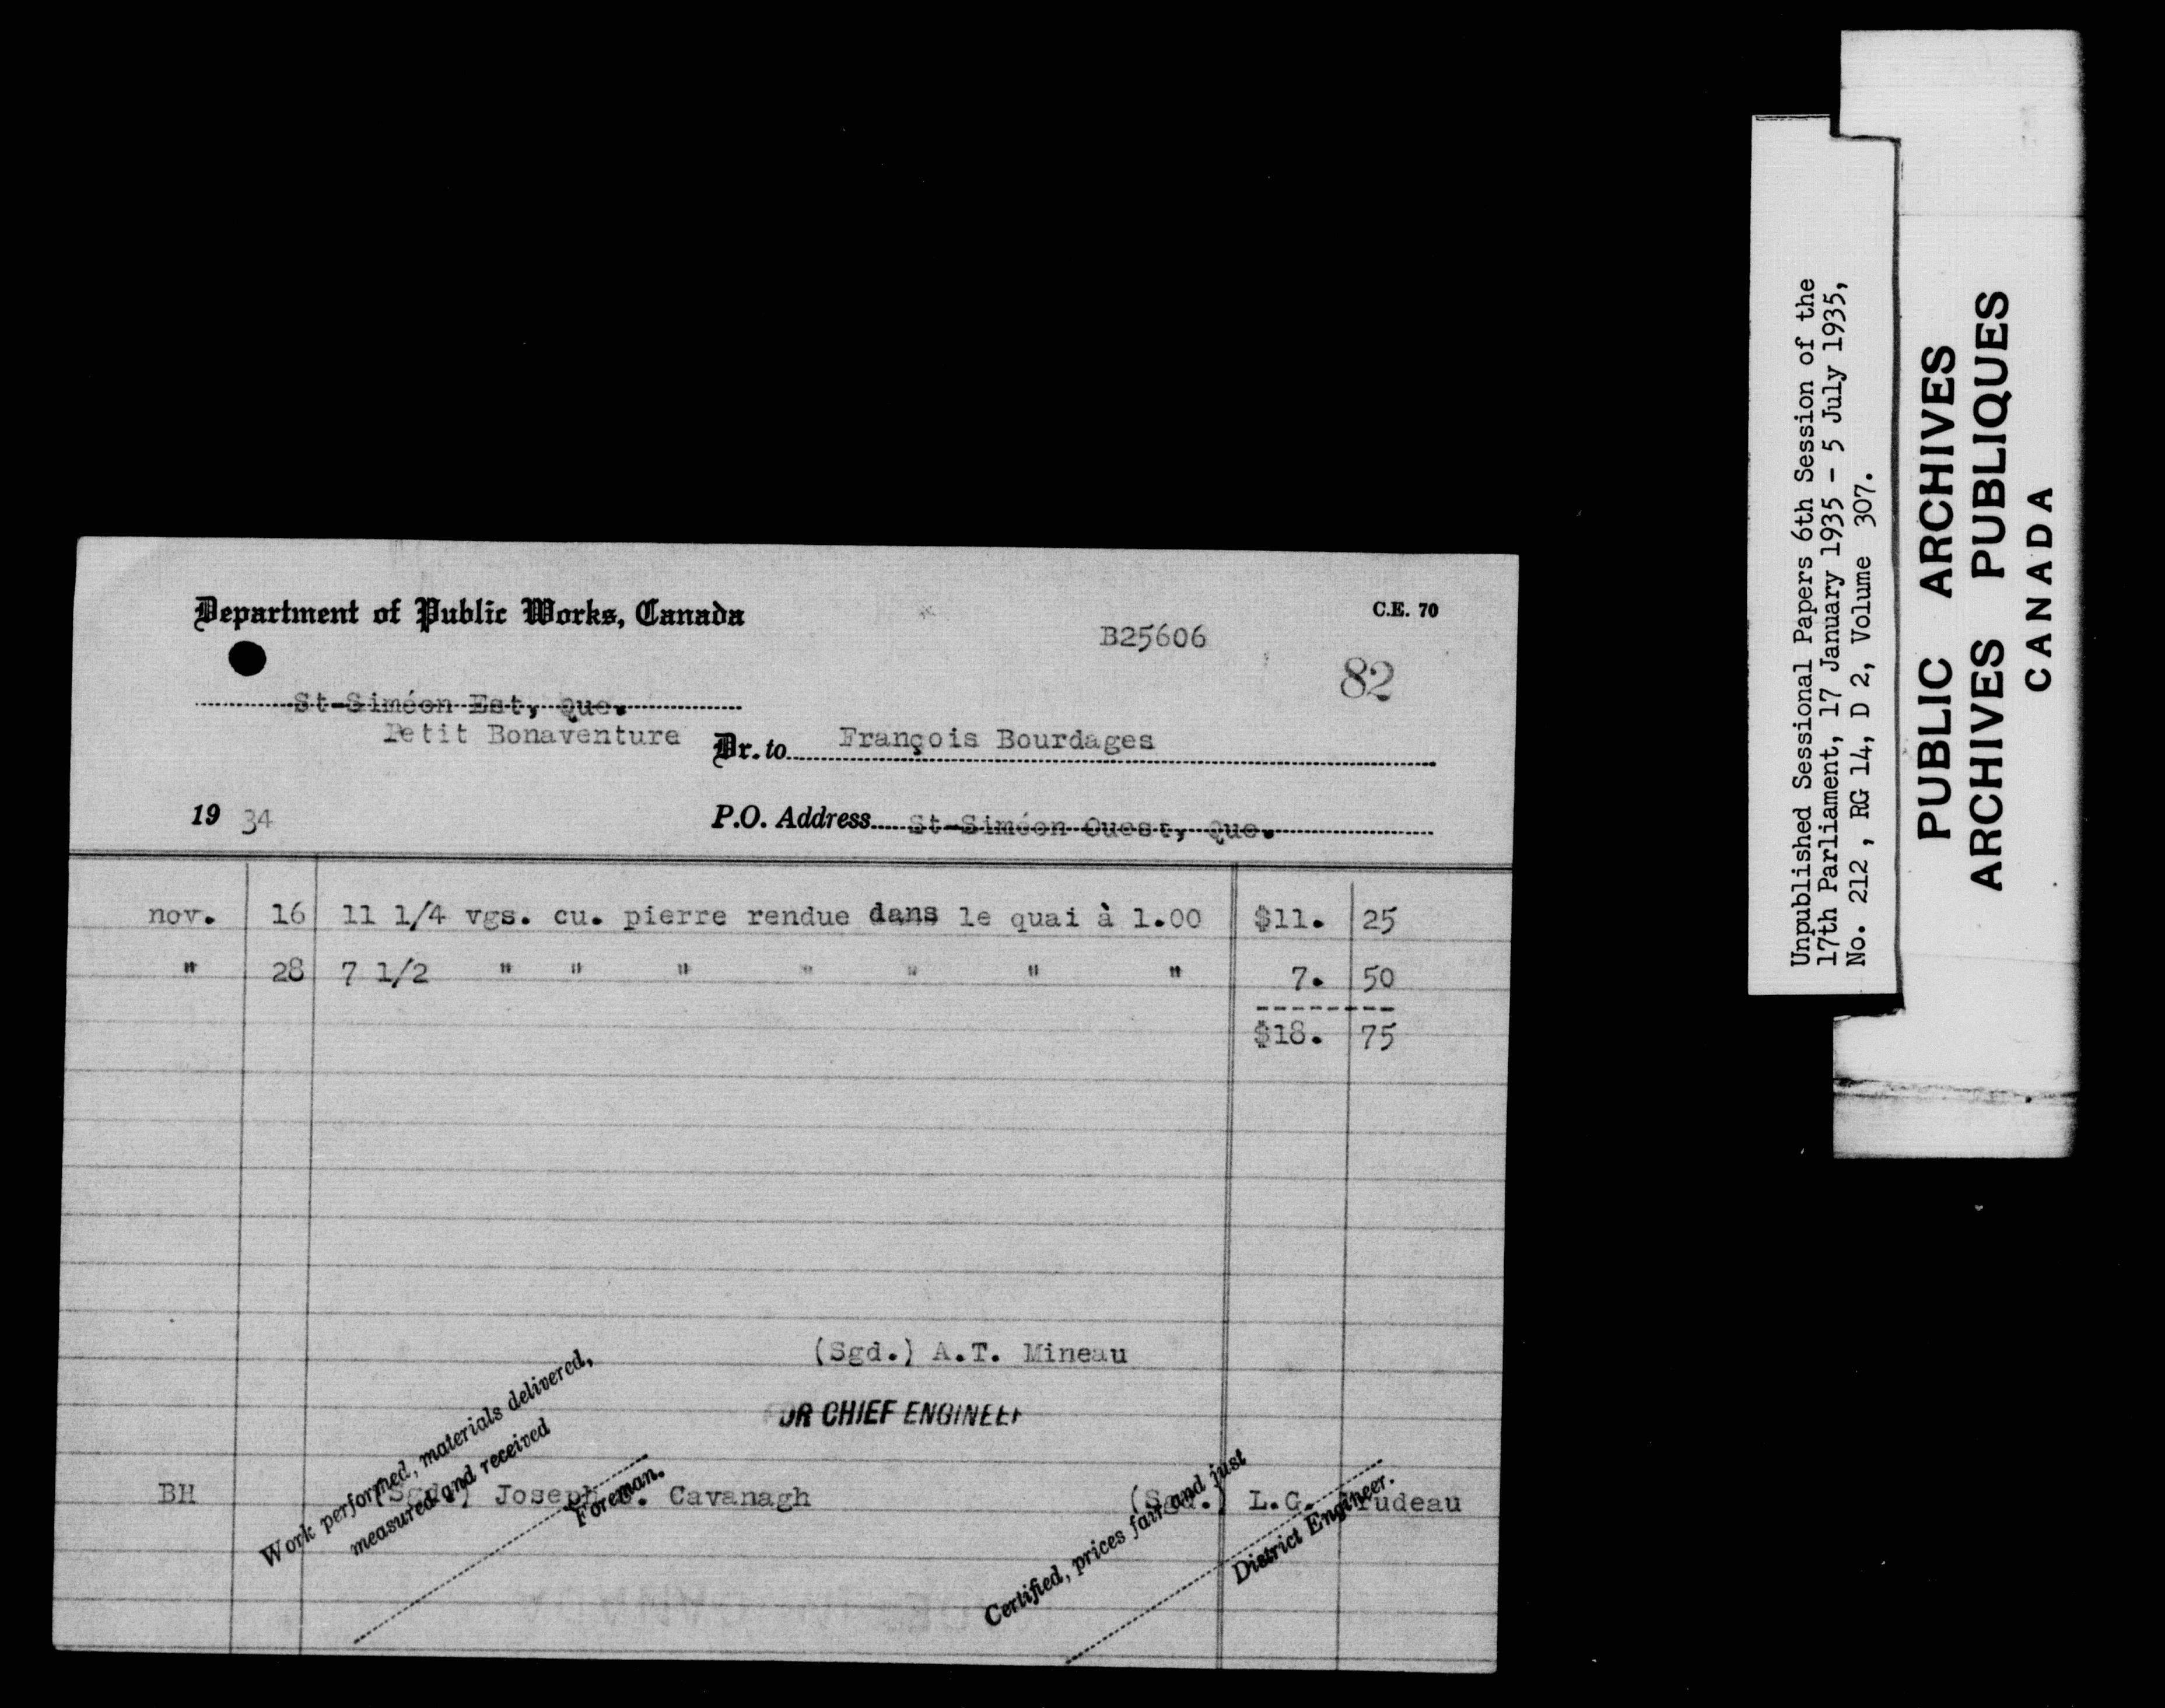 Department of Public Works, Canada
C.E. 70
B25606
82
St-Siméon Est, Que.
Petit Bonaventure
Dr. to François Bourdages
19 34
P.O. Address St-Siméon Ouest, Que.
nov. 16 11 1/4 vgs. cu. pierre rendue dans le quai à 1.00 $11. 25
" 28 7 1/2 " " " " " " " 7. 50
$18. 75
(Sgd.) A.T. Mineau
FOR CHIEF ENGINEER
Work performed, materials delivered,
measured and received
BH (Sgd.) Joseph Cavanagh
Foreman.
Certified, prices fair and just
(Sgd.) L.G. Trudeau
District Engineer.
Unpublished Sessional Papers 6th Session of the
17th Parliament, 17 January 1935 - 5 July 1935,
No. 212 , RG 14, D 2, Volume 307.
PUBLIC ARCHIVES
ARCHIVES PUBLIQUES
CANADA